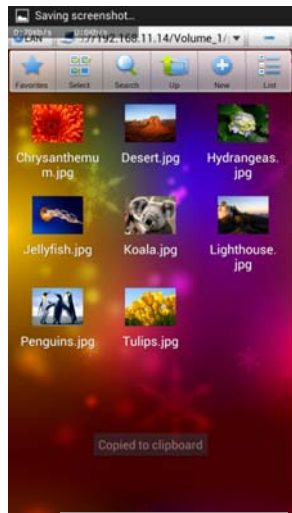 Saving screenshot...
LAN
192.168.11.14/Volume_1/
Favorites Select Search Up New List
Chrysanthemu
m.jpg
Desert.jpg
Hydrangeas.
jpg
Jellyfish.jpg
Koala.jpg
Lighthouse.
jpg
Penguins.jpg
Tulips.jpg
Copied to clipboard